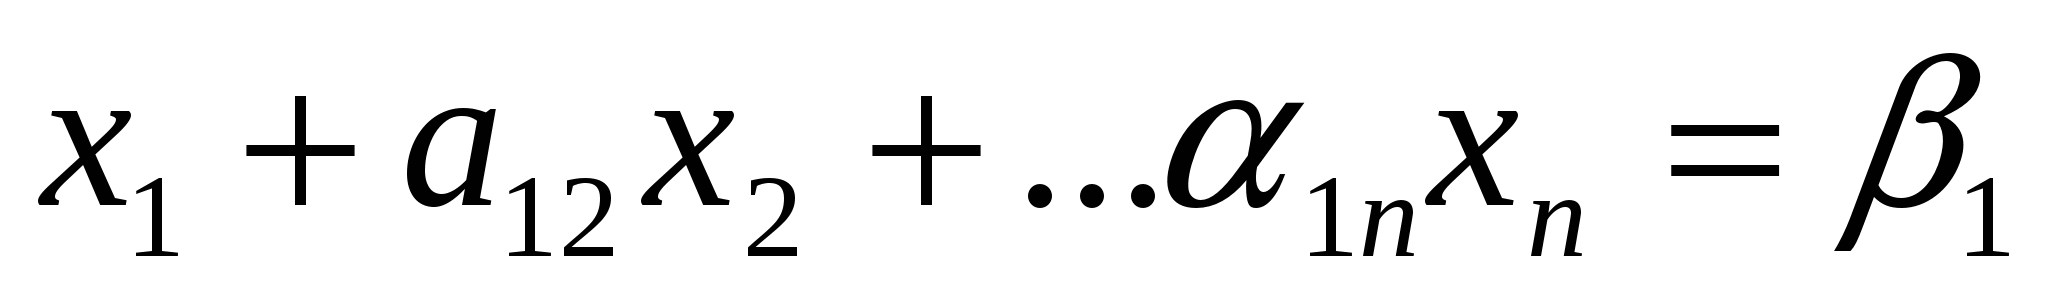 x₁ + a₁₂x₂ + ...α₁ₙxₙ = β₁